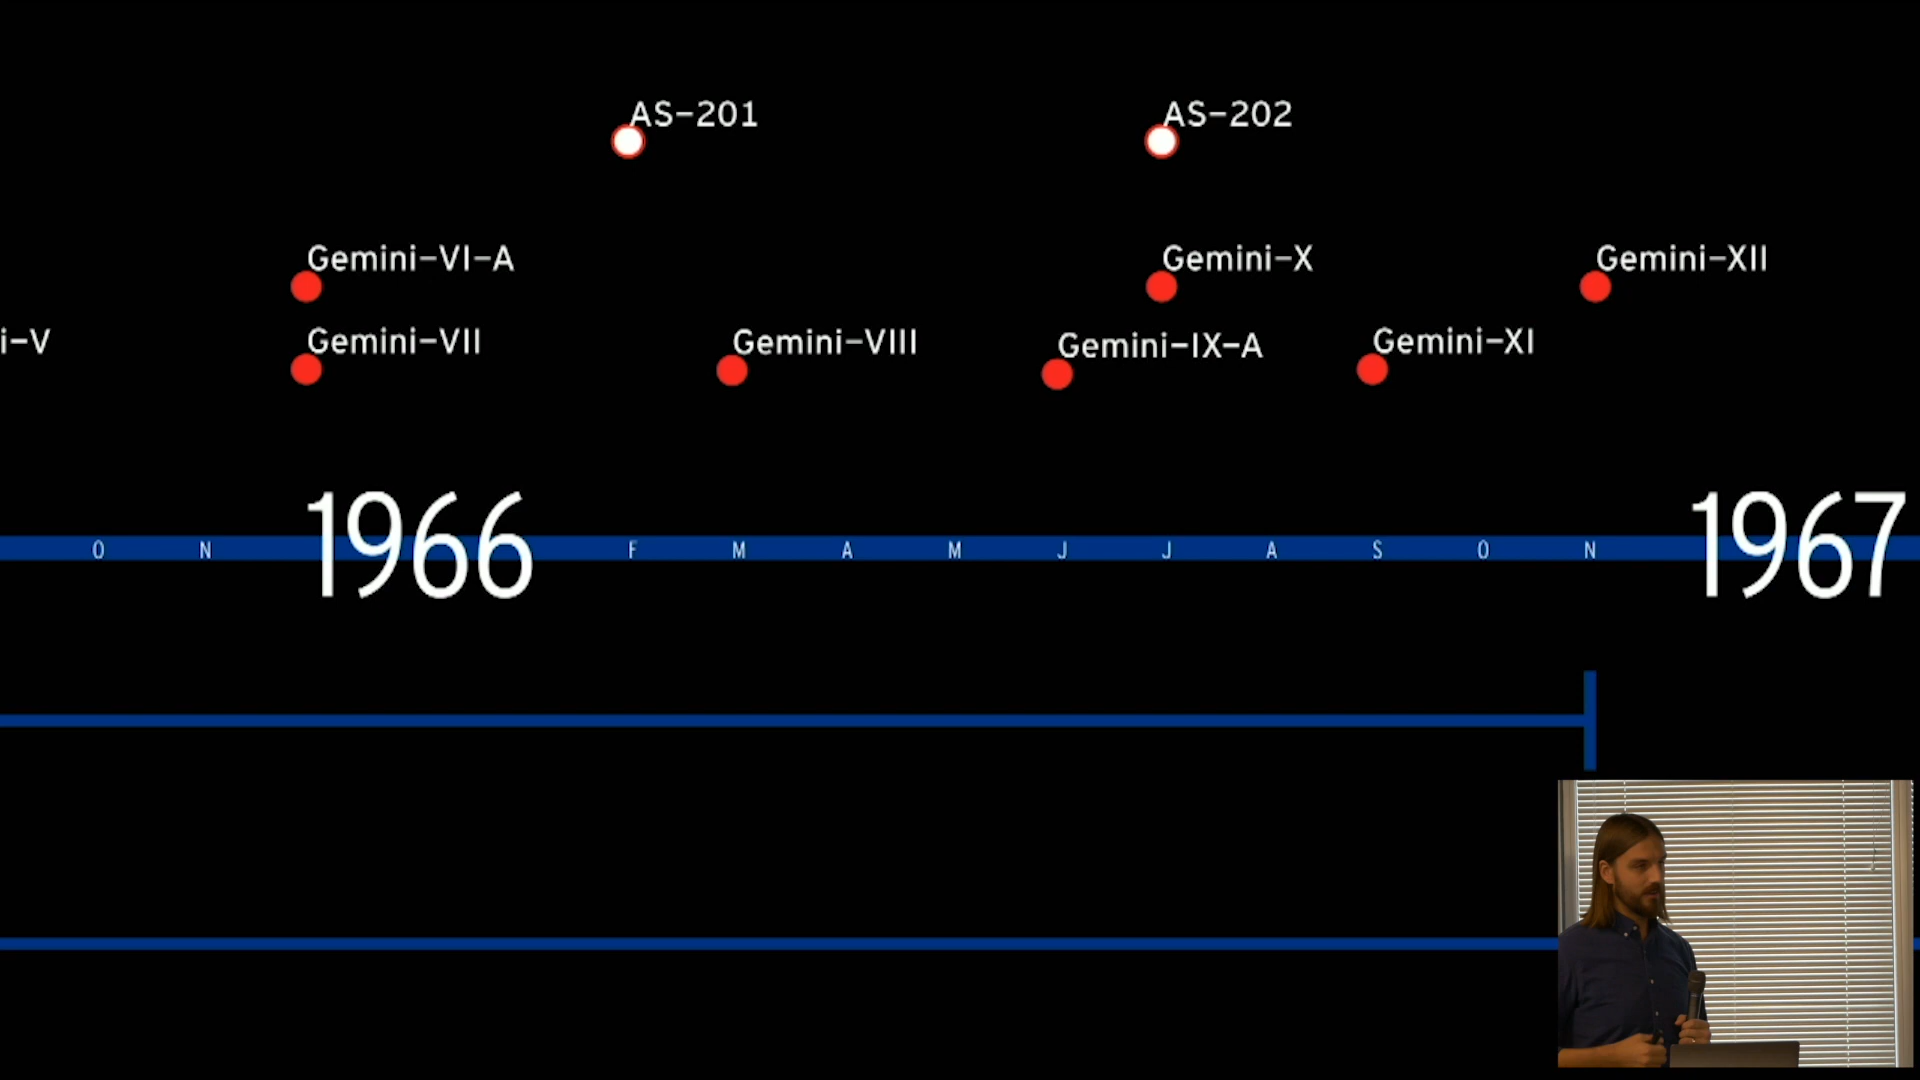 AS-201
AS-202
Gemini-VI-A
Gemini-X
Gemini-XII
i-V
Gemini-VII
Gemini-VIII
Gemini-IX-A
Gemini-XI
O N 1966 F M A M J J A S O N 1967